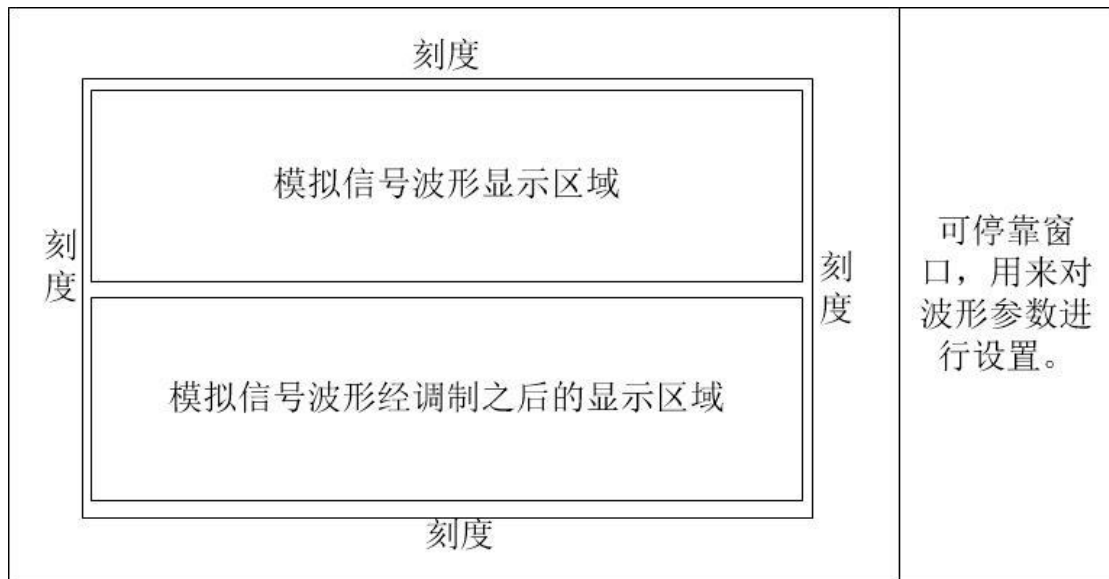 刻度
模拟信号波形显示区域
刻
度
刻
度
模拟信号波形经调制之后的显示区域
刻度
可停靠窗
口，用来对
波形参数进
行设置。